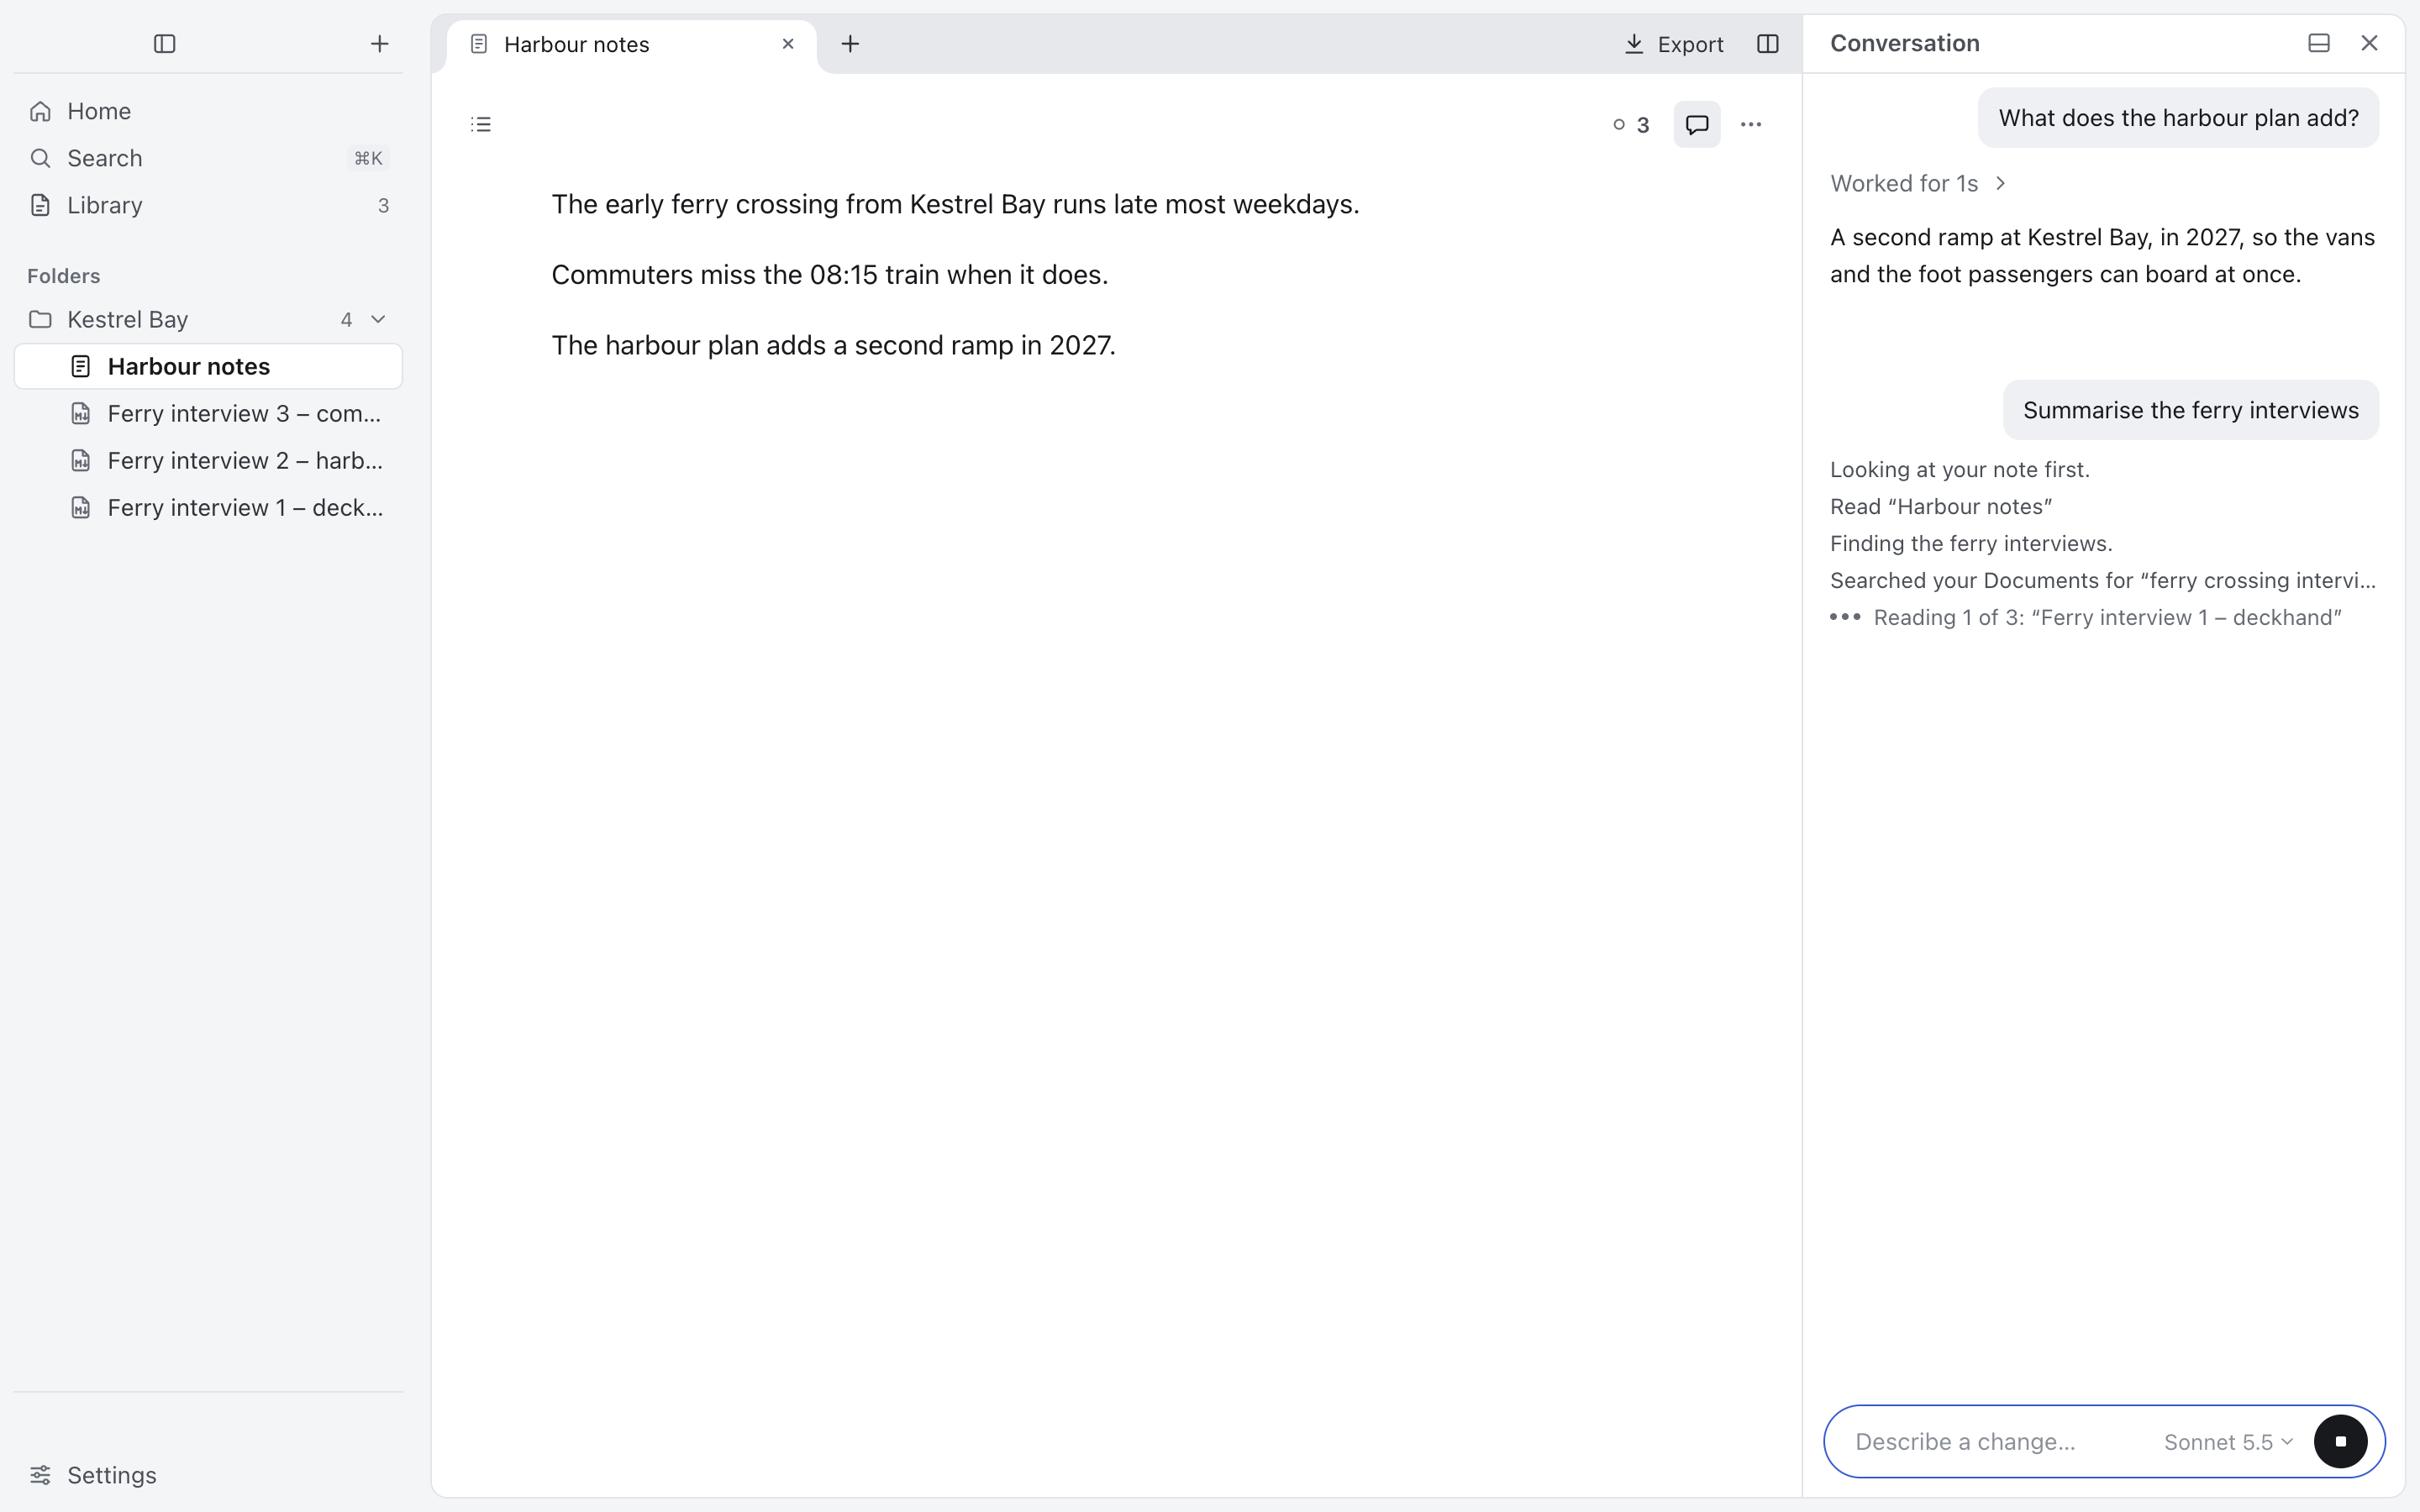 Home
Search ⌘K
Library 3
Folders
Kestrel Bay 4
Harbour notes
Ferry interview 3 – com...
Ferry interview 2 – harb...
Ferry interview 1 – deck...
Settings
Harbour notes
Export
3
The early ferry crossing from Kestrel Bay runs late most weekdays.
Commuters miss the 08:15 train when it does.
The harbour plan adds a second ramp in 2027.
Conversation
What does the harbour plan add?
Worked for 1s
A second ramp at Kestrel Bay, in 2027, so the vans
and the foot passengers can board at once.
Summarise the ferry interviews
Looking at your note first.
Read “Harbour notes”
Finding the ferry interviews.
Searched your Documents for “ferry crossing intervi...
Reading 1 of 3: “Ferry interview 1 – deckhand”
Describe a change... Sonnet 5.5